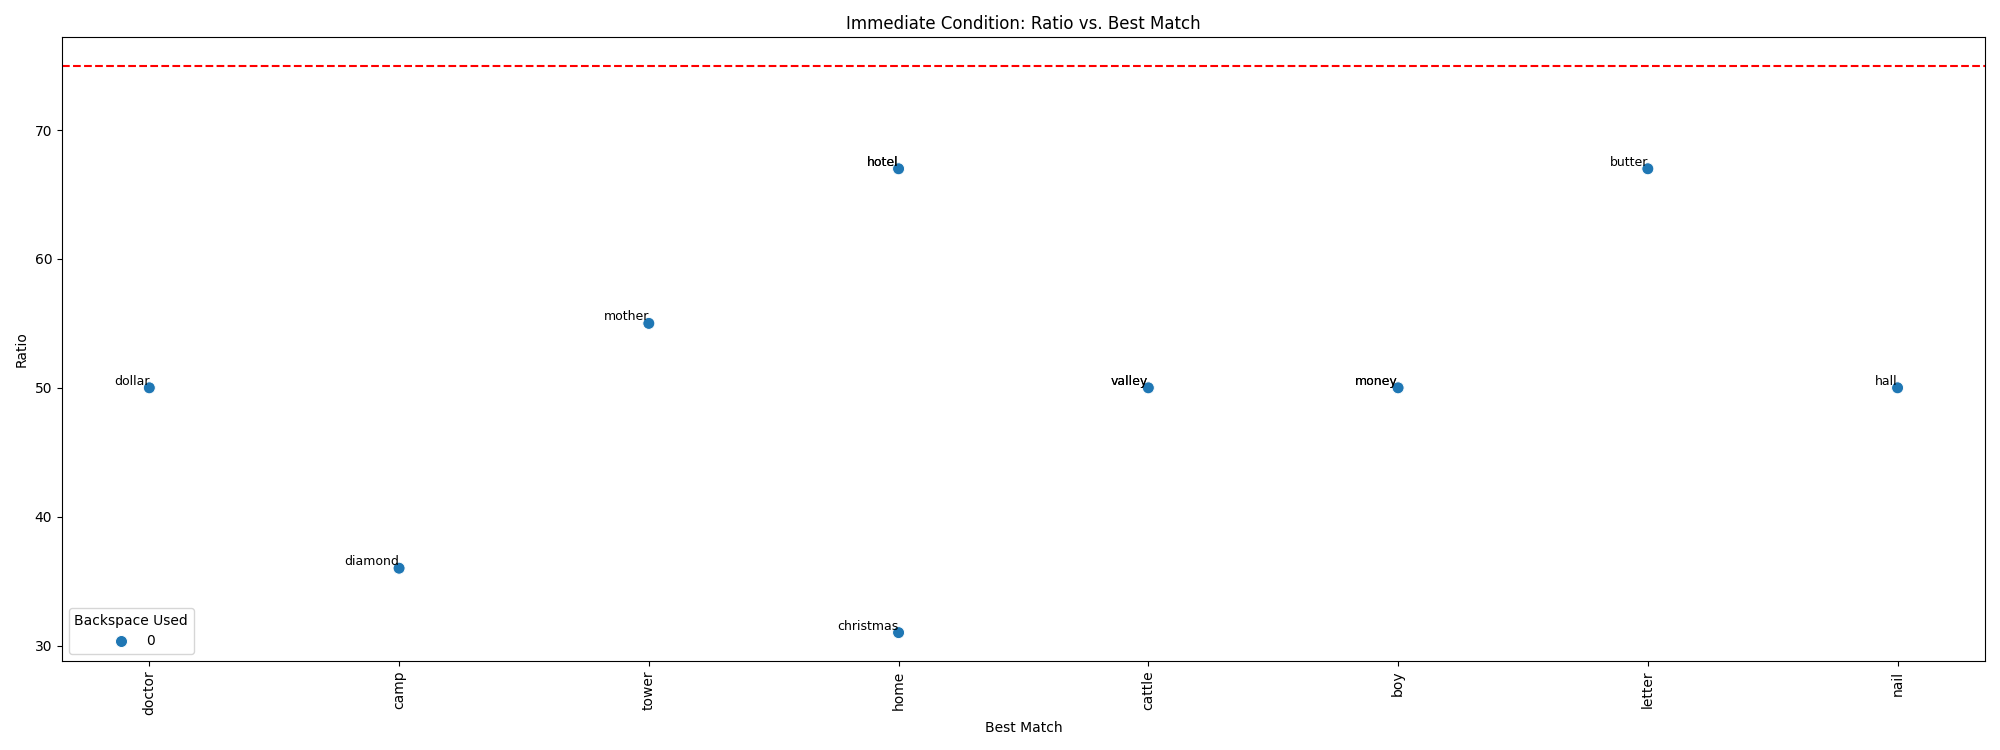 Immediate Condition: Ratio vs. Best Match
Ratio
70
60
50
40
30
hotel
butter
mother
dollar
valley
money
hall
diamond
christmas
Backspace Used
0
doctor
camp
tower
home
cattle
boy
letter
nail
Best Match